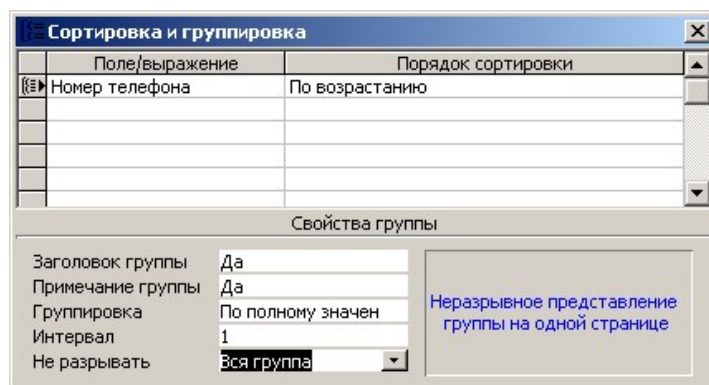 Сортировка и группировка
Поле/выражение Порядок сортировки
Номер телефона По возрастанию
Свойства группы
Заголовок группы Да
Примечание группы Да
Группировка По полному значен
Интервал 1
Не разрывать Вся группа
Неразрывное представление
группы на одной странице